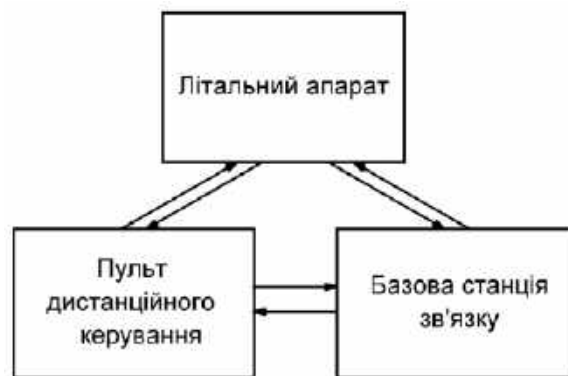 Літальний апарат
Пульт
дистанційного
керування
Базова станція
зв'язку